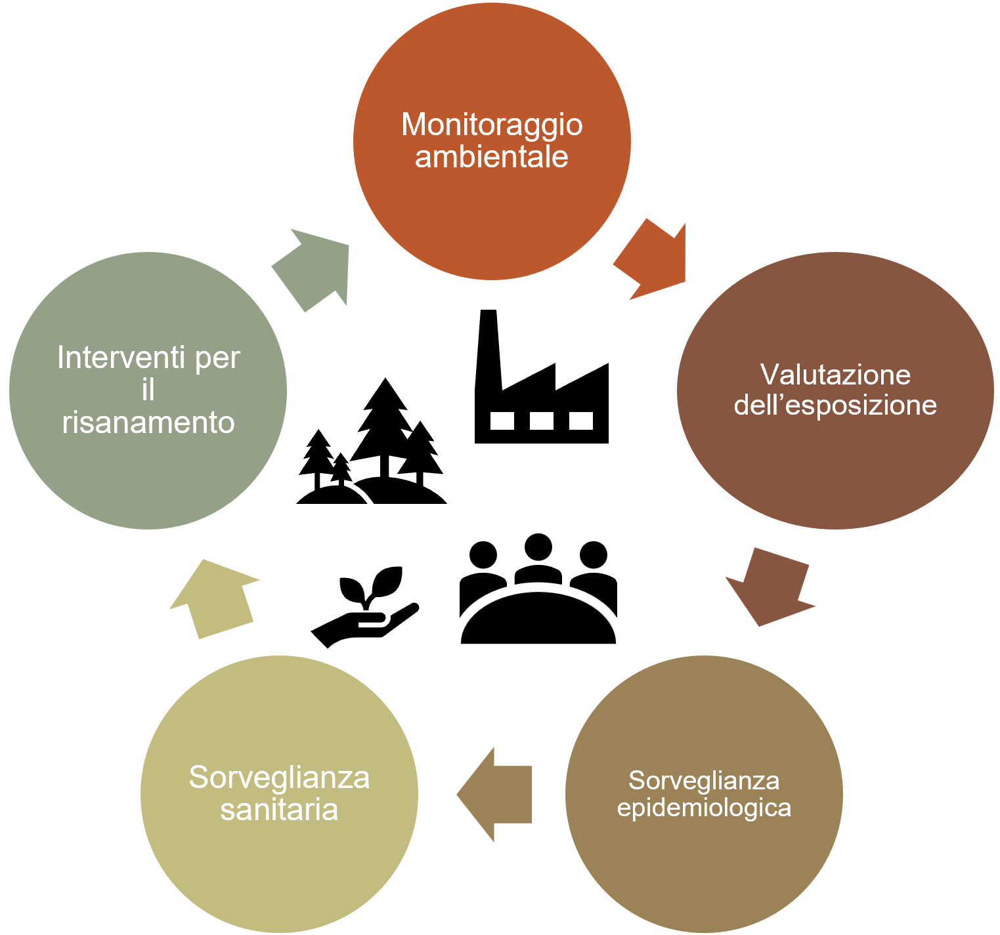 Monitoraggio
ambientale
Valutazione
dell’esposizione
Sorveglianza
epidemiologica
Sorveglianza
sanitaria
Interventi per
il
risanamento